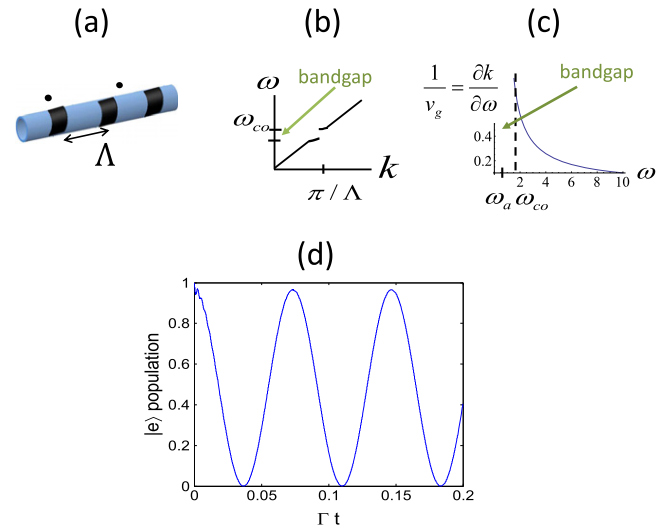 (a)
Λ
(b)
bandgap
ω
ω_co
k
π / Λ
(c)
bandgap
1/v_g = ∂k/∂ω
0.4
0.2
2 4 6 8 10
ω
ω_a ω_co
(d)
|e⟩ population
1
0.8
0.6
0.4
0.2
0
0 0.05 0.1 0.15 0.2
Γ t